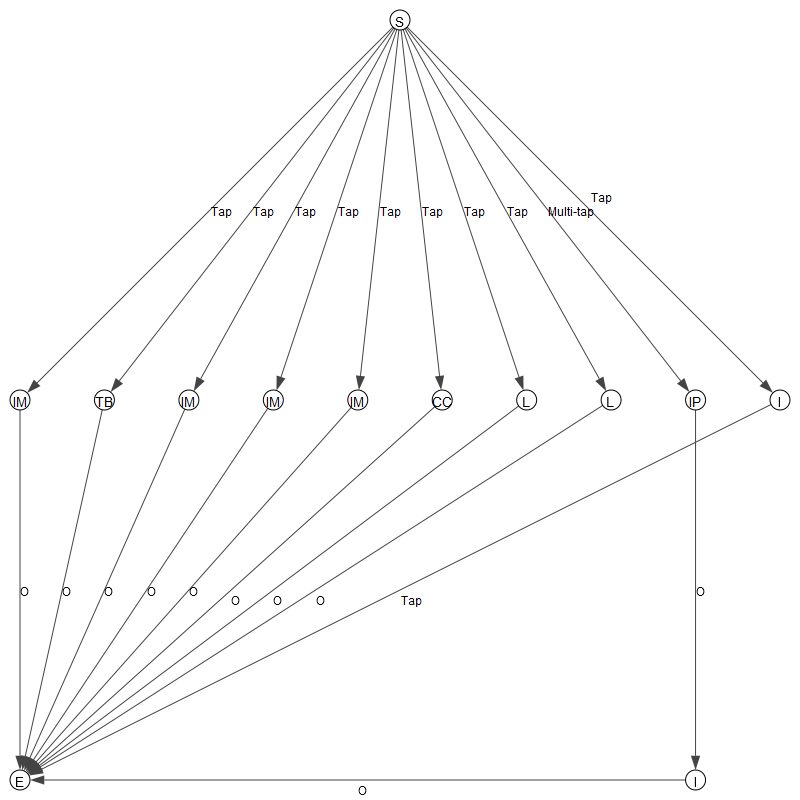 S
Tap
Tap Tap Tap Tap Tap Tap Tap Tap Multi-tap
IM TB IM IM IM CC L L IP I
O O O O O O
O O O Tap
E I
O